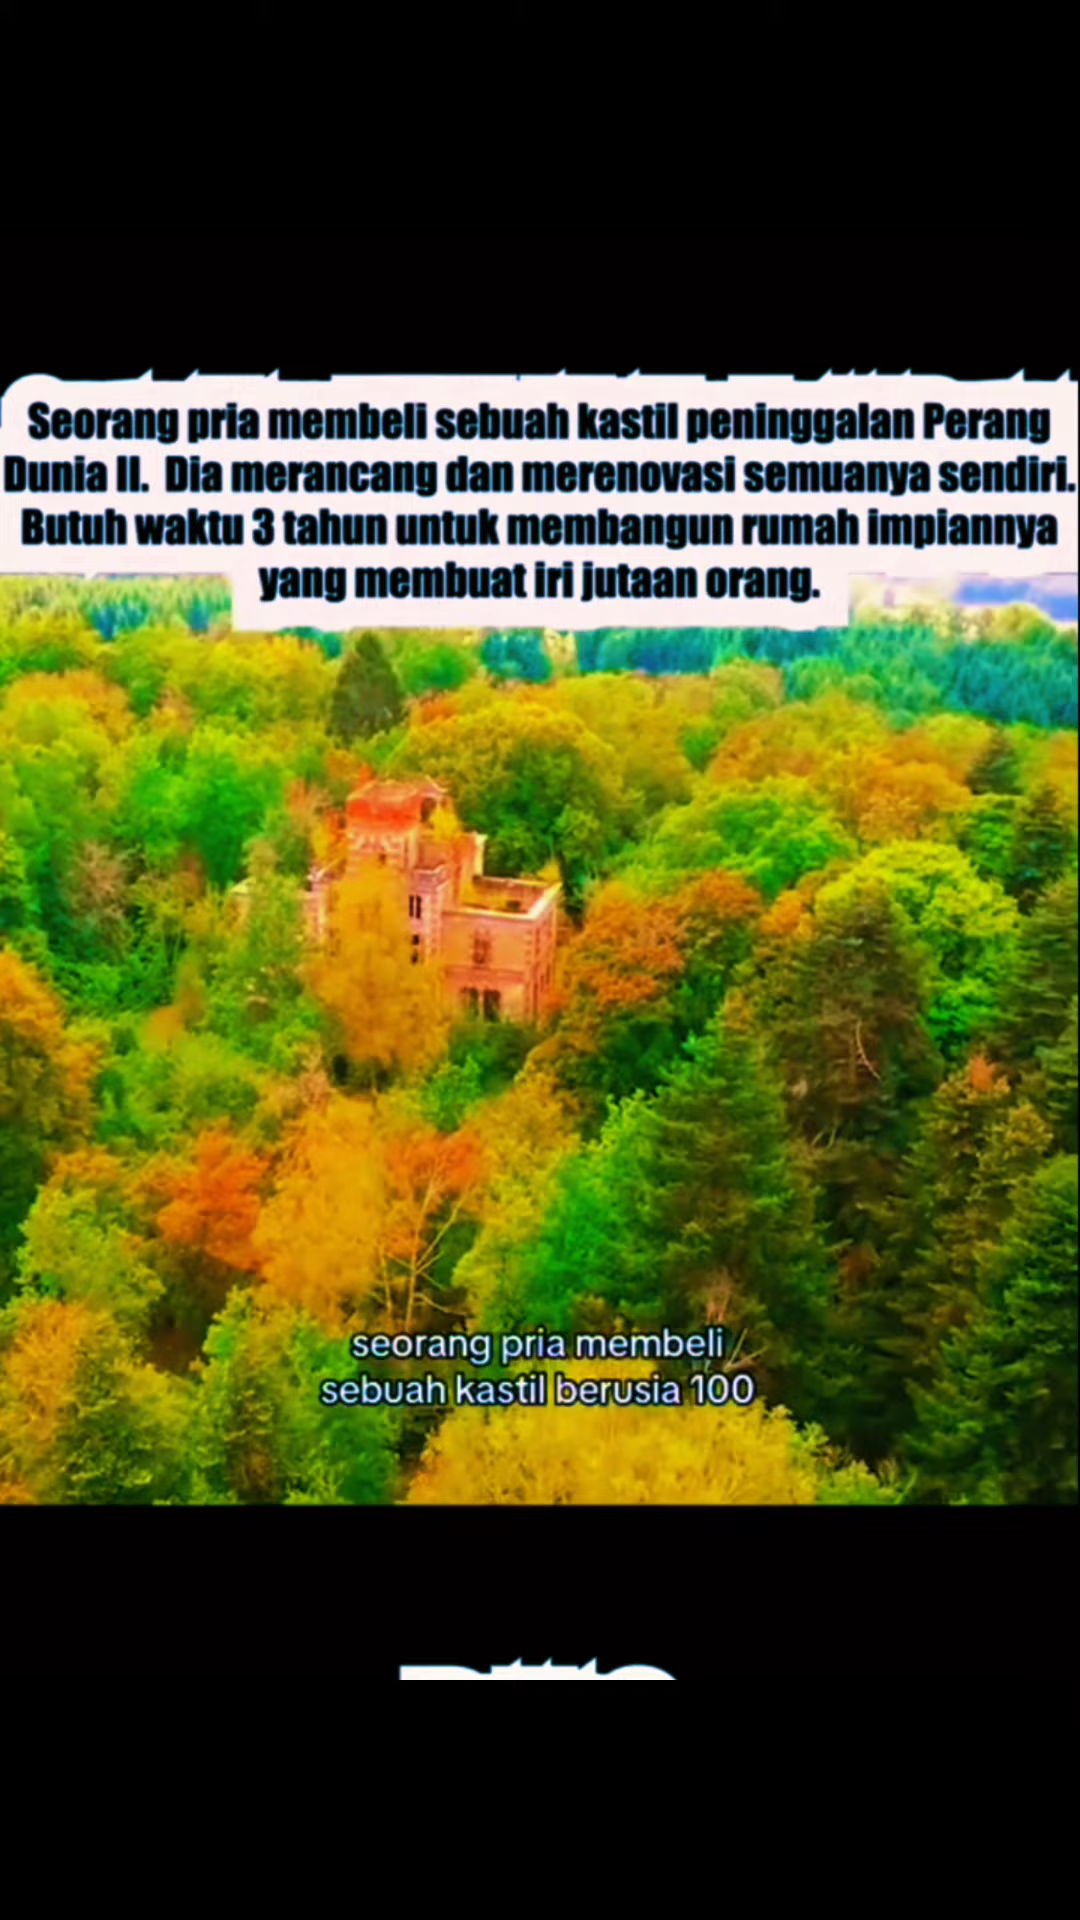 Seorang pria membeli sebuah kastil peninggalan Perang
Dunia II. Dia merancang dan merenovasi semuanya sendiri.
Butuh waktu 3 tahun untuk membangun rumah impiannya
yang membuat iri jutaan orang.
seorang pria membeli
sebuah kastil berusia 100